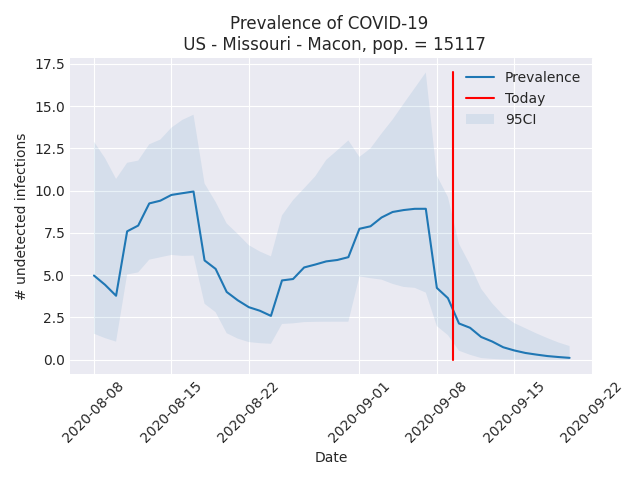 Prevalence of COVID-19
US - Missouri - Macon, pop. = 15117
17.5
15.0
12.5
10.0
7.5
5.0
2.5
0.0
# undetected infections
Prevalence
Today
95CI
2020-08-08
2020-08-15
2020-08-22
2020-09-01
2020-09-08
2020-09-15
2020-09-22
Date